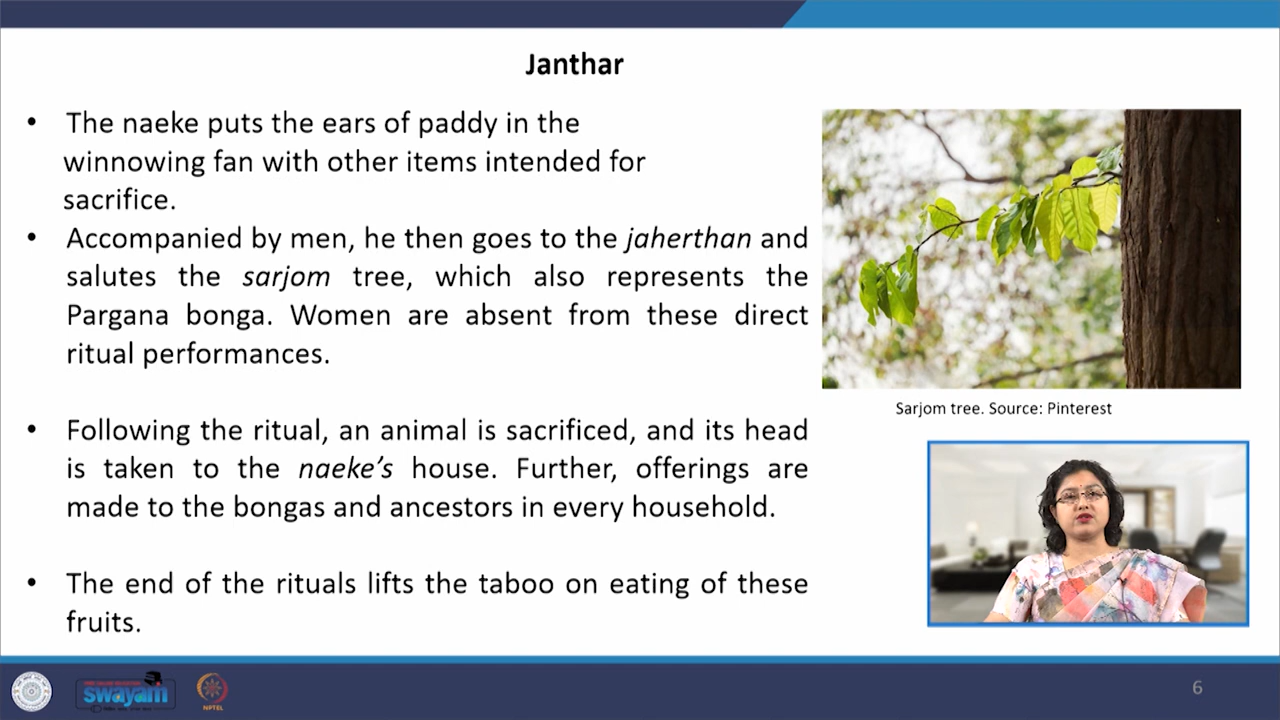 Janthar
• The naeke puts the ears of paddy in the
winnowing fan with other items intended for
sacrifice.
• Accompanied by men, he then goes to the jaherthan and
salutes the sarjom tree, which also represents the
Pargana bonga. Women are absent from these direct
ritual performances.
• Following the ritual, an animal is sacrificed, and its head
is taken to the naeke’s house. Further, offerings are
made to the bongas and ancestors in every household.
• The end of the rituals lifts the taboo on eating of these
fruits.
Sarjom tree. Source: Pinterest
swayam
NPTEL
6